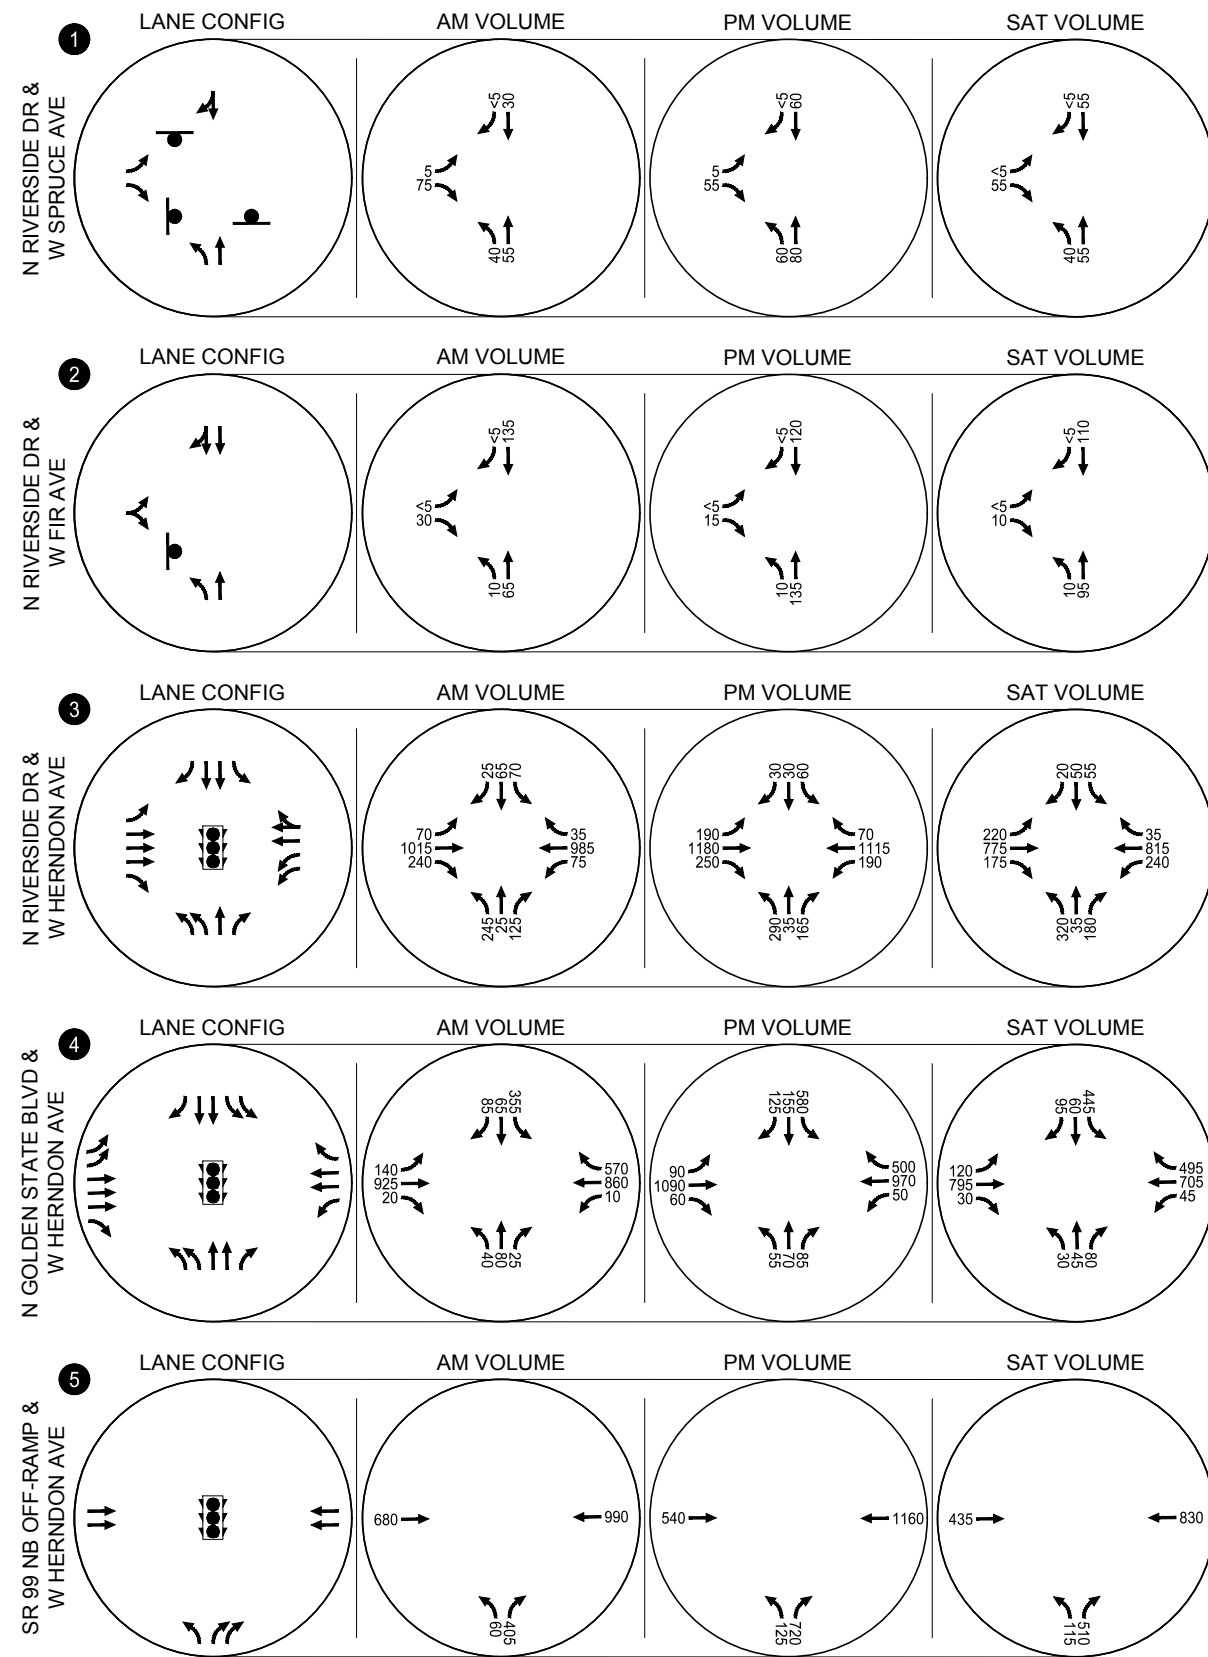 LANE CONFIG AM VOLUME PM VOLUME SAT VOLUME
1
N RIVERSIDE DR &
W SPRUCE AVE
<5 30
5
75
40 55
<5 60
5
55
60 80
<5 55
<5
55
40 55
LANE CONFIG AM VOLUME PM VOLUME SAT VOLUME
2
N RIVERSIDE DR &
W FIR AVE
<5 135
<5
30
10 65
<5 120
<5
15
10 135
<5 110
<5
10
10 95
LANE CONFIG AM VOLUME PM VOLUME SAT VOLUME
3
N RIVERSIDE DR &
W HERNDON AVE
25 65 70
70
1015
240
35
985
75
245 25 125
30 30 60
190
1180
250
70
1115
190
290 35 165
20 50 55
220
775
175
35
815
240
320 35 180
LANE CONFIG AM VOLUME PM VOLUME SAT VOLUME
4
N GOLDEN STATE BLVD &
W HERNDON AVE
85 65 355
140
925
20
570
860
10
40 80 25
125 155 580
90
1090
60
500
970
50
55 70 85
95 60 445
120
795
30
495
705
45
30 45 80
LANE CONFIG AM VOLUME PM VOLUME SAT VOLUME
5
SR 99 NB OFF-RAMP &
W HERNDON AVE
680
990
60 405
540
1160
125 720
435
830
115 510